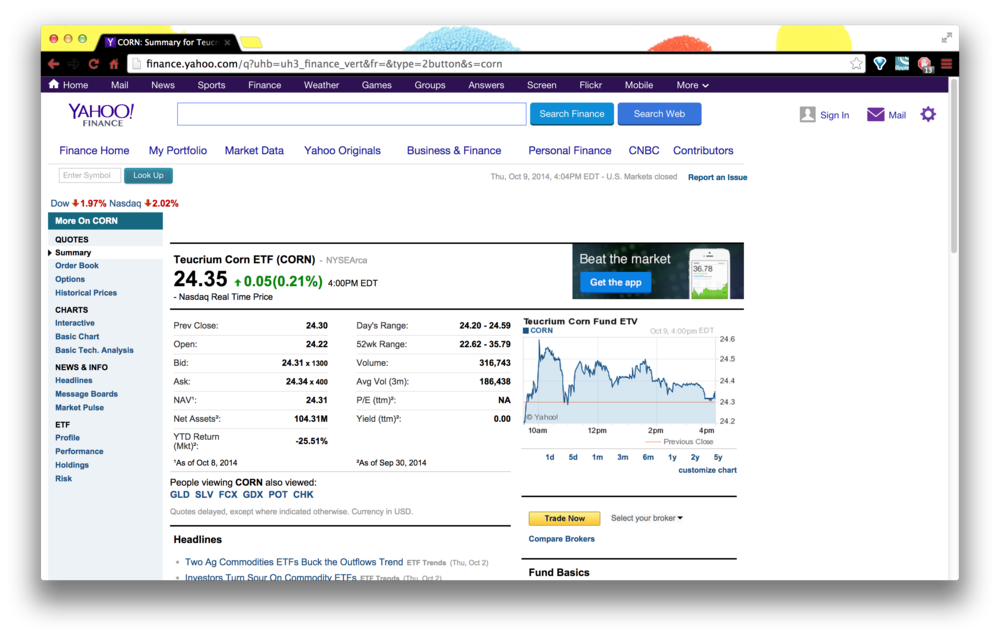 CORN: Summary for Teuc
finance.yahoo.com/q?uhb=uh3_finance_vert&fr=&type=2button&s=corn
13
Home Mail News Sports Finance Weather Games Groups Answers Screen Flickr Mobile More
YAHOO!
FINANCE
Search Finance Search Web Sign In Mail
Finance Home My Portfolio Market Data Yahoo Originals Business & Finance Personal Finance CNBC Contributors
Enter Symbol Look Up Thu, Oct 9, 2014, 4:04PM EDT - U.S. Markets closed Report an Issue
Dow 1.97% Nasdaq 2.02%
More On CORN
QUOTES
Summary
Order Book
Options
Historical Prices
CHARTS
Interactive
Basic Chart
Basic Tech. Analysis
NEWS & INFO
Headlines
Message Boards
Market Pulse
ETF
Profile
Performance
Holdings
Risk
Teucrium Corn ETF (CORN) - NYSEArca
24.35 0.05(0.21%) 4:00PM EDT
- Nasdaq Real Time Price
Beat the market
Get the app
36.78
Prev Close: 24.30
Open: 24.22
Bid: 24.31 x 1300
Ask: 24.34 x 400
NAV¹: 24.31
Net Assets²: 104.31M
YTD Return
(Mkt)²: -25.51%
Day's Range: 24.20 - 24.59
52wk Range: 22.62 - 35.79
Volume: 316,743
Avg Vol (3m): 186,438
P/E (ttm)²: NA
Yield (ttm)²: 0.00
¹As of Oct 8, 2014 ²As of Sep 30, 2014
People viewing CORN also viewed:
GLD SLV FCX GDX POT CHK
Quotes delayed, except where indicated otherwise. Currency in USD.
Headlines
Two Ag Commodities ETFs Buck the Outflows Trend ETF Trends (Thu, Oct 2)
Investors Turn Sour On Commodity ETFs ETF Trends (Thu, Oct 2)
Teucrium Corn Fund ETV
CORN Oct 9, 4:00pm EDT
24.6
24.5
24.4
24.3
24.2
© Yahoo!
10am 12pm 2pm 4pm
Previous Close
1d 5d 1m 3m 6m 1y 2y 5y
customize chart
Trade Now Select your broker
Compare Brokers
Fund Basics